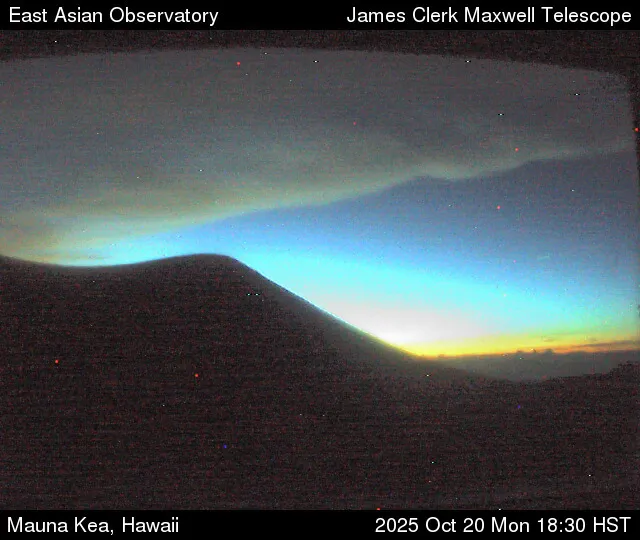 East Asian Observatory
James Clerk Maxwell Telescope
Mauna Kea, Hawaii
2025 Oct 20 Mon 18:30 HST